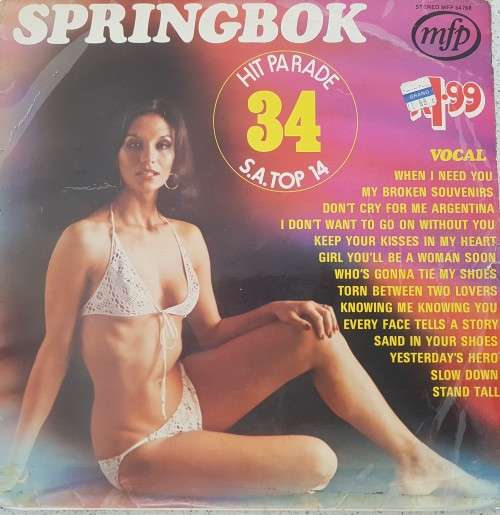 SPRINGBOK
STEREO MFP 54788
mfp
HIT PARADE
34
S.A. TOP 14
1.99
VOCAL
WHEN I NEED YOU
MY BROKEN SOUVENIRS
DON'T CRY FOR ME ARGENTINA
I DON'T WANT TO GO ON WITHOUT YOU
KEEP YOUR KISSES IN MY HEART
GIRL YOU'LL BE A WOMAN SOON
WHO'S GONNA TIE MY SHOES
TORN BETWEEN TWO LOVERS
KNOWING ME KNOWING YOU
EVERY FACE TELLS A STORY
SAND IN YOUR SHOES
YESTERDAY'S HERO
SLOW DOWN
STAND TALL